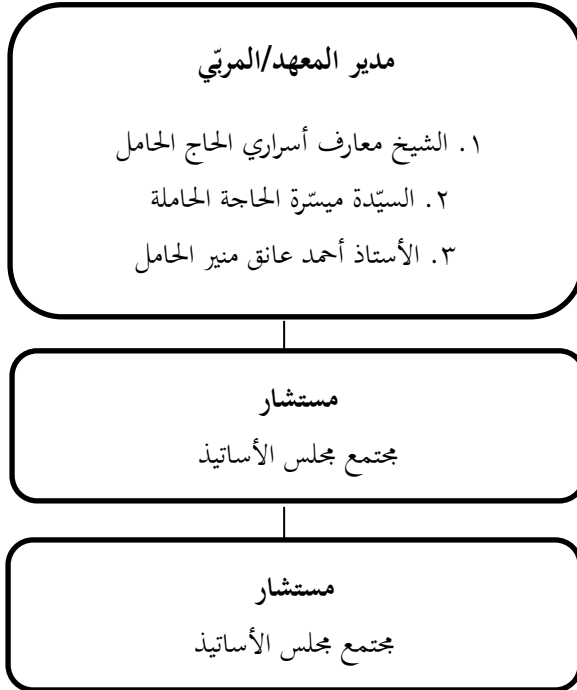 مدير المعهد/المربّي
١. الشيخ معارف أسراري الحاج الحامل
٢. السيّدة ميسّرة الحاجة الحاملة
٣. الأستاذ أحمد عانق منير الحامل
مستشار
مجتمع مجلس الأساتيذ
مستشار
مجتمع مجلس الأساتيذ